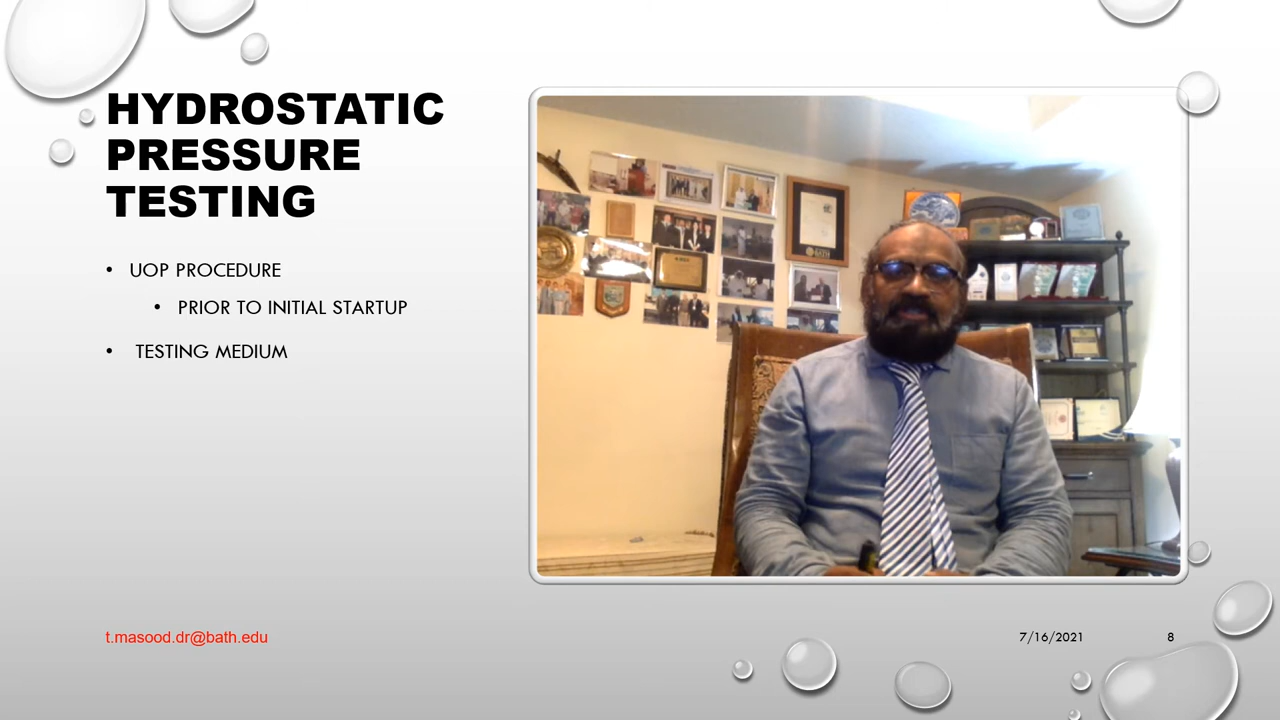 HYDROSTATIC
PRESSURE
TESTING
• UOP PROCEDURE
• PRIOR TO INITIAL STARTUP
• TESTING MEDIUM
t.masood.dr@bath.edu
7/16/2021
8